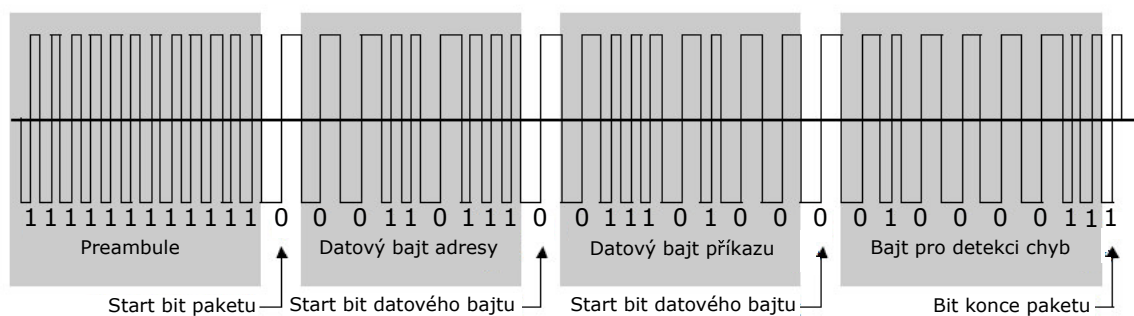 1 1 1 1 1 1 1 1 1 1 1 1 0 0 0 1 1 0 1 1 1 0 0 1 1 1 0 1 0 0 0 0 1 0 0 0 0 1 1 1
Preambule Datový bajt adresy Datový bajt příkazu Bajt pro detekci chyb
Start bit paketu Start bit datového bajtu Start bit datového bajtu Bit konce paketu